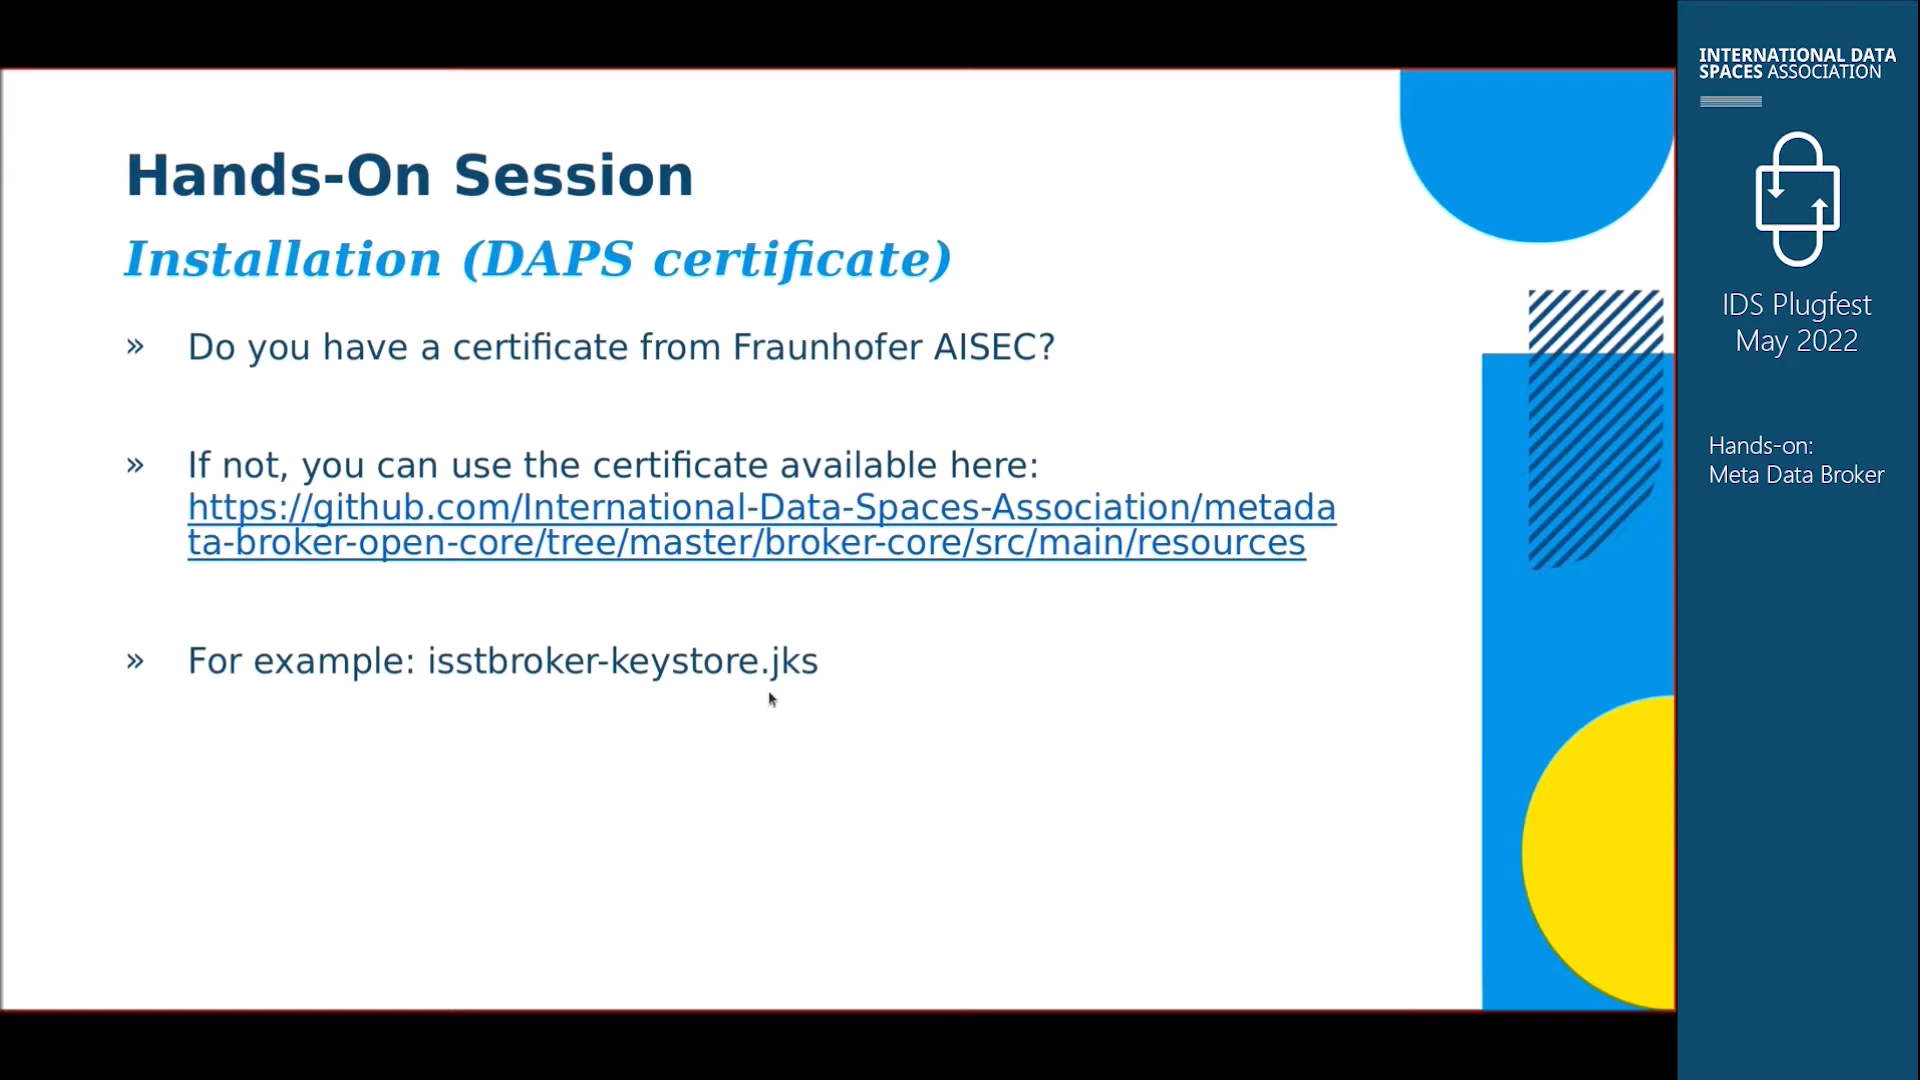 Hands-On Session
Installation (DAPS certificate)
» Do you have a certificate from Fraunhofer AISEC?
» If not, you can use the certificate available here:
https://github.com/International-Data-Spaces-Association/metada
ta-broker-open-core/tree/master/broker-core/src/main/resources
» For example: isstbroker-keystore.jks
INTERNATIONAL DATA
SPACES ASSOCIATION
IDS Plugfest
May 2022
Hands-on:
Meta Data Broker